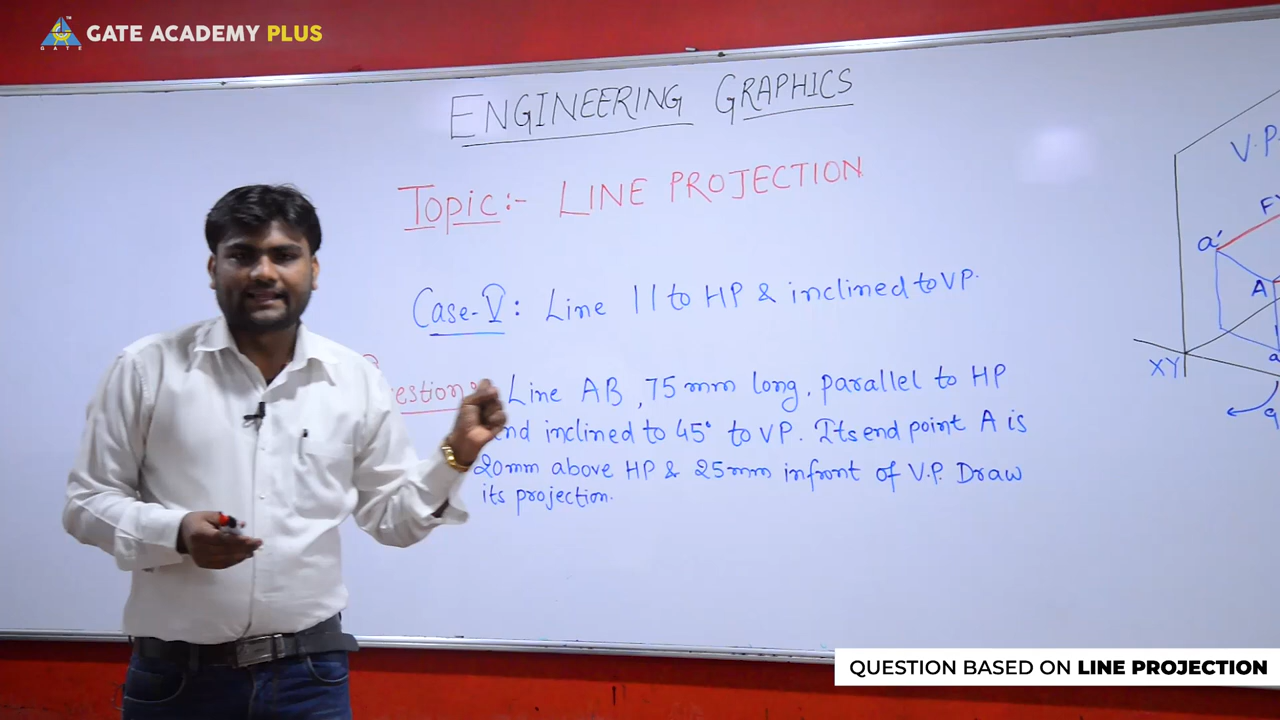 GATE ACADEMY PLUS
GATE
ENGINEERING GRAPHICS
Topic:- LINE PROJECTION
Case-V: Line || to HP & inclined to VP.
Line AB, 75mm long, parallel to HP
inclined to 45° to VP. Its end point A is
20mm above HP & 25mm infront of V.P. Draw
its projection.
V.P.
a'
A
a
XY
QUESTION BASED ON LINE PROJECTION